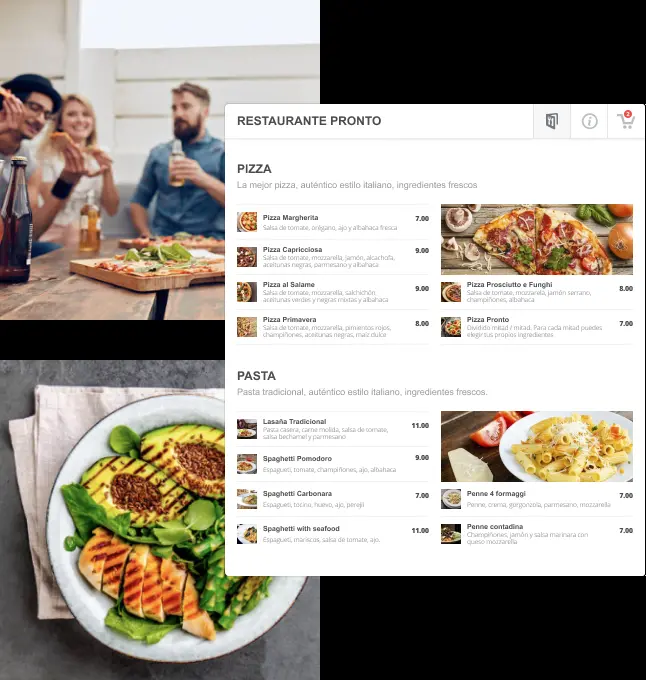 RESTAURANTE PRONTO
2
PIZZA
La mejor pizza, auténtico estilo italiano, ingredientes frescos
Pizza Margherita 7.00
Salsa de tomate, orégano, ajo y albahaca fresca
Pizza Capricciosa 9.00
Salsa de tomate, mozzarella, jamón, alcachofa,
aceitunas negras, parmesano y albahaca
Pizza al Salame 9.00
Salsa de tomate, mozzarella, salchichón,
aceitunas verdes y negras mixtas y albahaca
Pizza Primavera 8.00
Salsa de tomate, mozzarella, pimientos rojos,
champiñones, aceitunas negras, maíz dulce
Pizza Prosciutto e Funghi 8.00
Salsa de tomate, mozzarella, jamón serrano,
champiñones, albahaca
Pizza Pronto 7.00
Dividido mitad / mitad. Para cada mitad puedes
elegir tus propios ingredientes
PASTA
Pasta tradicional, auténtico estilo italiano, ingredientes frescos.
Lasaña Tradicional 11.00
Pasta casera, carne molida, salsa de tomate,
salsa bechamel y parmesano
Spaghetti Pomodoro 9.00
Espagueti, tomate, champiñones, ajo, albahaca
Spaghetti Carbonara 7.00
Espagueti, tocino, huevo, ajo, perejil
Spaghetti with seafood 11.00
Espagueti, mariscos, salsa de tomate, ajo.
Penne 4 formaggi 7.00
Penne, crema, gorgonzola, parmesano, mozzarella
Penne contadina 7.00
Champiñones, jamón y salsa marinara con
queso mozzarella